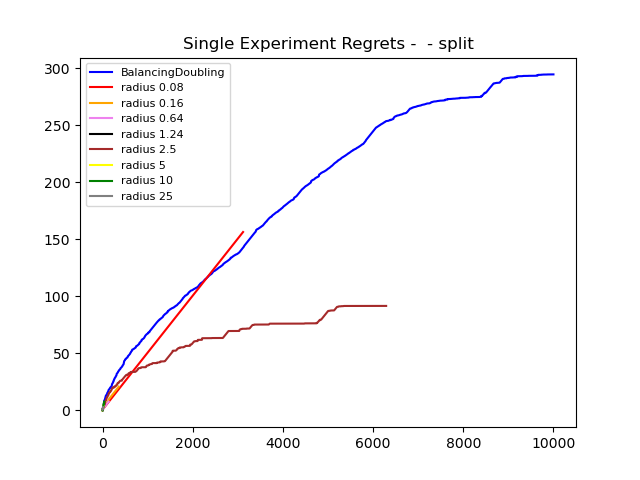 Single Experiment Regrets -  - split
300
250
200
150
100
50
0
BalancingDoubling
radius 0.08
radius 0.16
radius 0.64
radius 1.24
radius 2.5
radius 5
radius 10
radius 25
0 2000 4000 6000 8000 10000